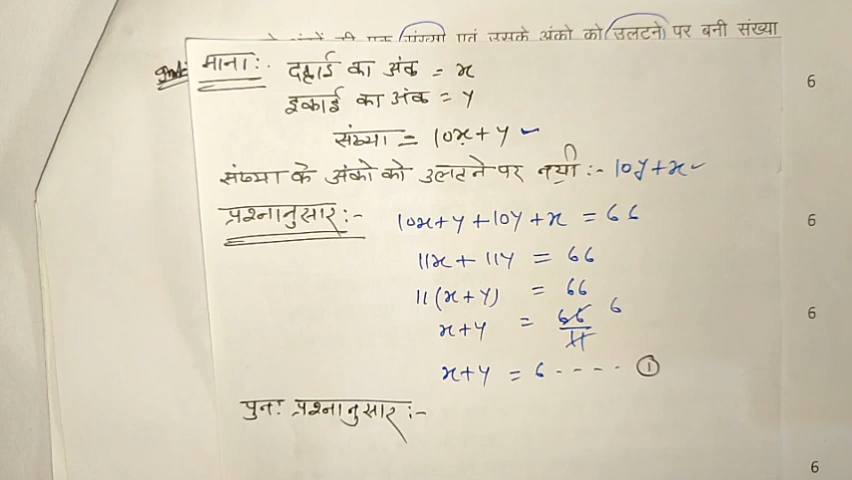 अंकों की एक संख्या एवं उसके अंको को उलटने पर बनी संख्या
माना :- दहाई का अंक = x
6
इकाई का अंक = y
संख्या = 10x + y
संख्या के अंको को उलटने पर नयी :- 10y + x
प्रश्नानुसार :- 10x + y + 10y + x = 66
6
11x + 11y = 66
11(x + y) = 66
x + y = 66/11 6
6
x + y = 6 - - - - ①
पुनः प्रश्नानुसार :-
6